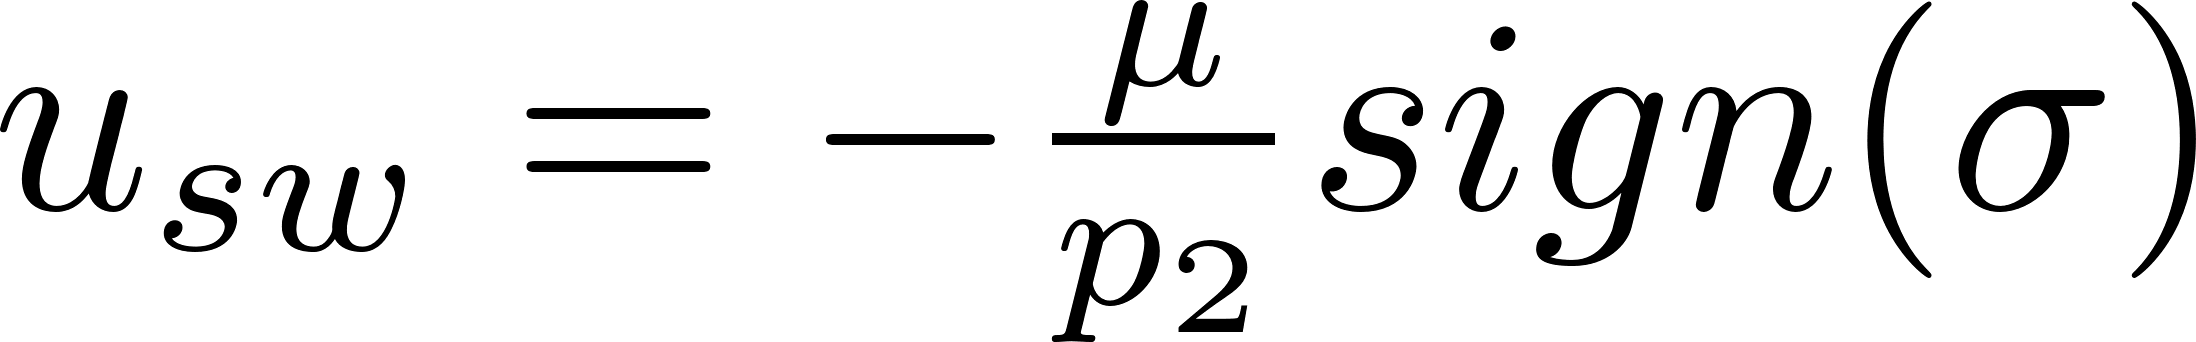 u_{sw} = -\frac{\mu}{p_2} sign(\sigma)